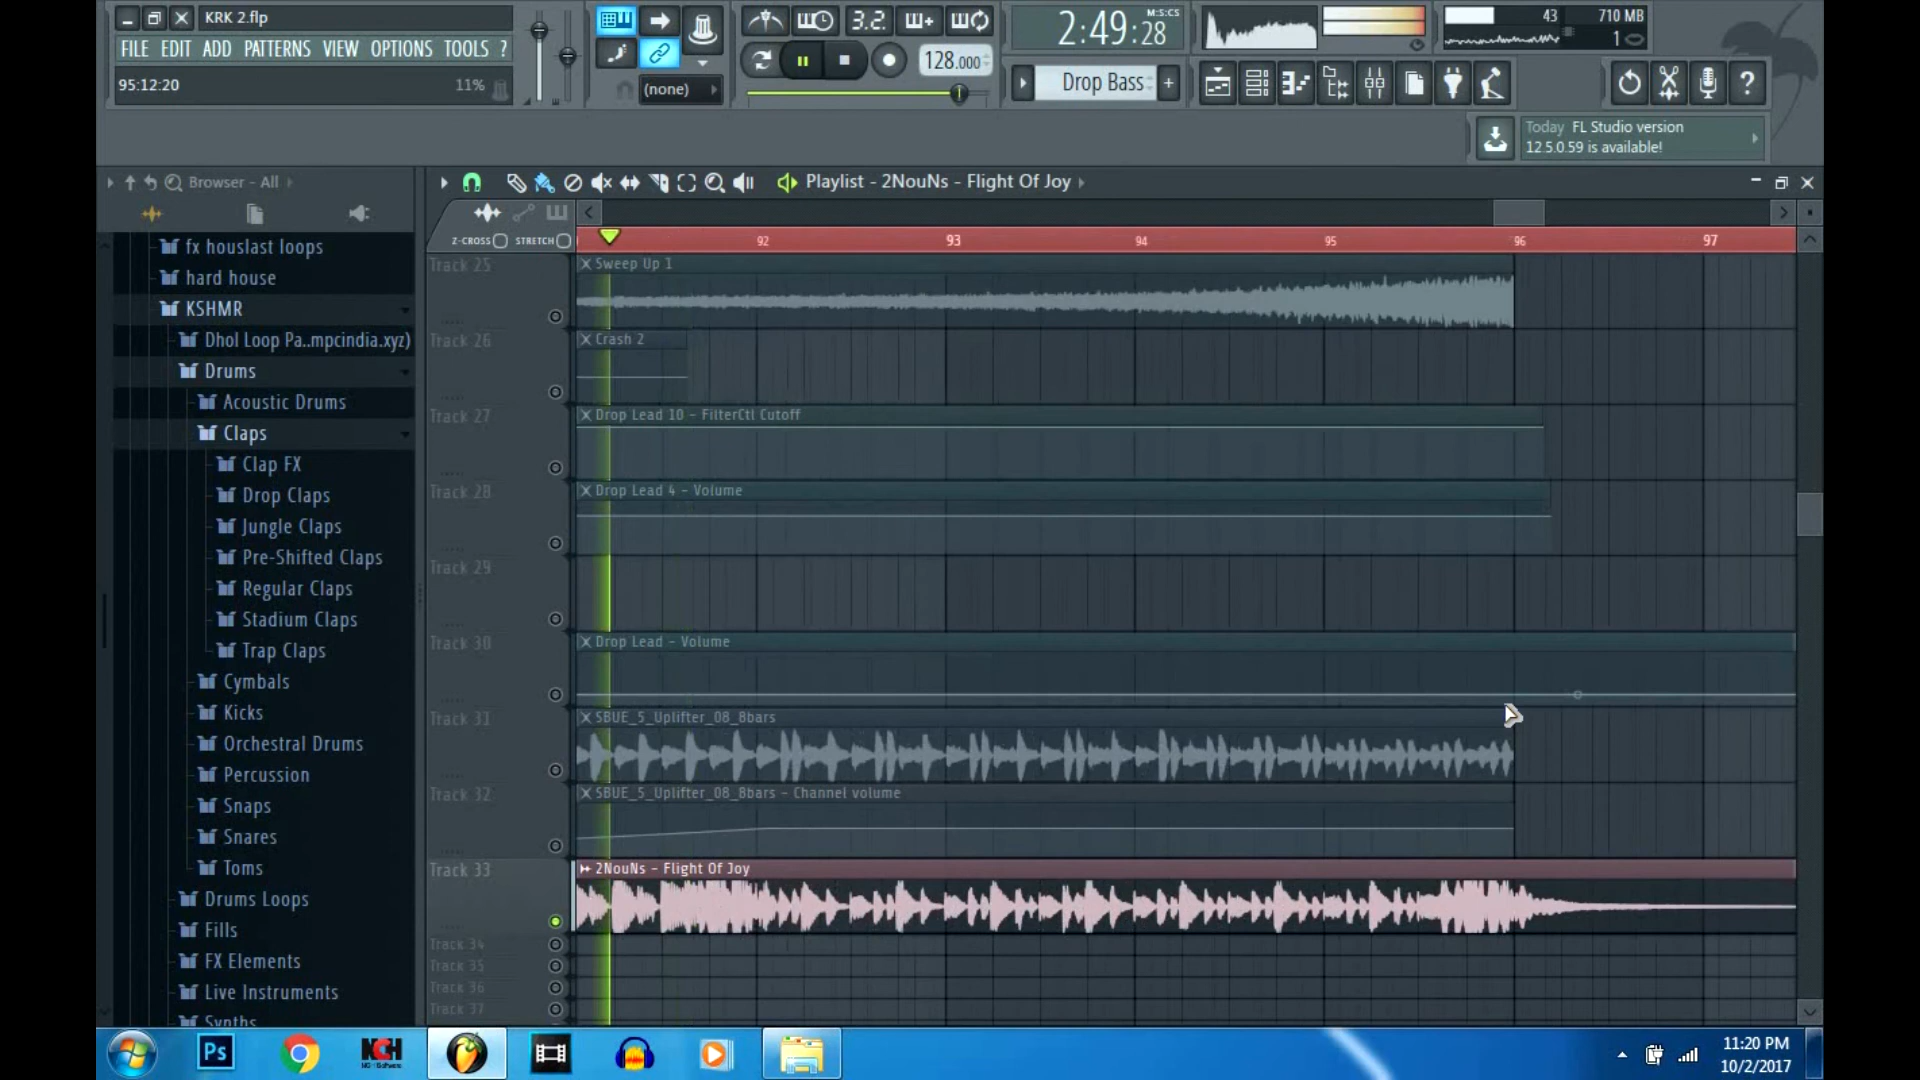 KRK 2.flp
FILE EDIT ADD PATTERNS VIEW OPTIONS TOOLS ?
95:12:20 11%
(none)
3.2.
128.000
2:49:28
M:S:CS
Drop Bass
43 710 MB
1
Today FL Studio version
12.5.0.59 is available!
Browser - All
Playlist - 2NouNs - Flight Of Joy
Z-CROSS STRETCH
92 93 94 95 96 97
fx houslast loops
hard house
KSHMR
Dhol Loop Pa..mpcindia.xyz)
Drums
Acoustic Drums
Claps
Clap FX
Drop Claps
Jungle Claps
Pre-Shifted Claps
Regular Claps
Stadium Claps
Trap Claps
Cymbals
Kicks
Orchestral Drums
Percussion
Snaps
Snares
Toms
Drums Loops
Fills
FX Elements
Live Instruments
Synths
Track 25 Sweep Up 1
Track 26 Crash 2
Track 27 Drop Lead 10 - FilterCtl Cutoff
Track 28 Drop Lead 4 - Volume
Track 29
Track 30 Drop Lead - Volume
Track 31 SBUE_5_Uplifter_08_8bars
Track 32 SBUE_5_Uplifter_08_8bars - Channel volume
Track 33 2NouNs - Flight Of Joy
Track 34
Track 35
Track 36
Track 37
Ps
NCH
11:20 PM
10/2/2017